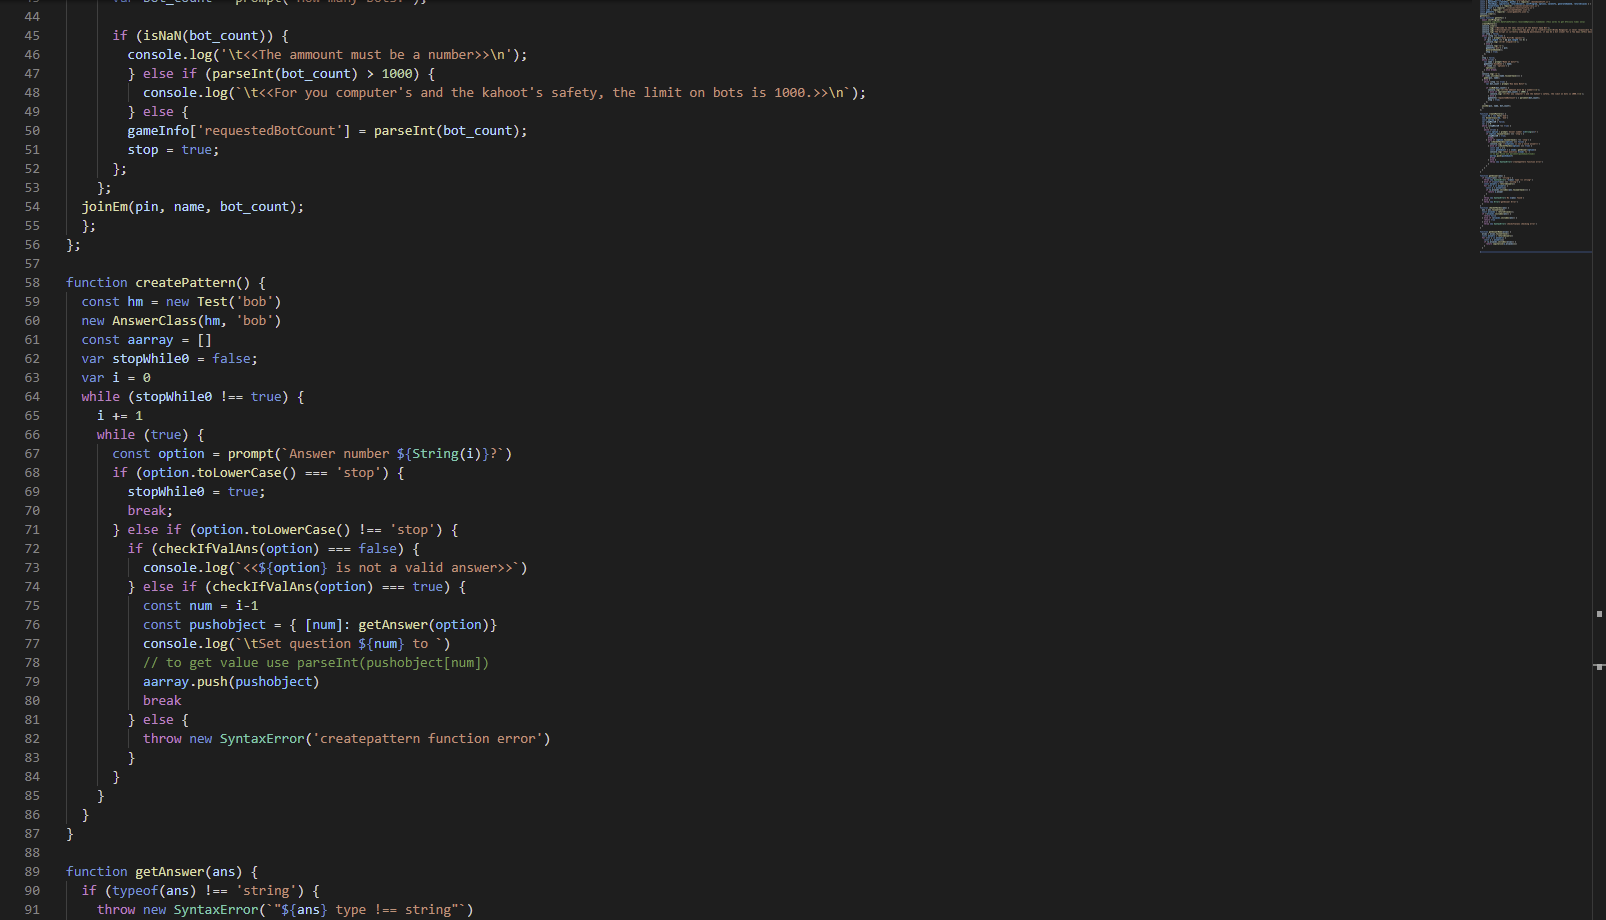 var bot_count = prompt("How many bots? ");
44
45 if (isNaN(bot_count)) {
46 console.log('\t<<The ammount must be a number>>\n');
47 } else if (parseInt(bot_count) > 1000) {
48 console.log(`\t<<For you computer's and the kahoot's safety, the limit on bots is 1000.>>\n`);
49 } else {
50 gameInfo['requestedBotCount'] = parseInt(bot_count);
51 stop = true;
52 };
53 };
54 joinEm(pin, name, bot_count);
55 };
56 };
57
58 function createPattern() {
59 const hm = new Test('bob')
60 new AnswerClass(hm, 'bob')
61 const aarray = []
62 var stopWhile0 = false;
63 var i = 0
64 while (stopWhile0 !== true) {
65 i += 1
66 while (true) {
67 const option = prompt(`Answer number ${String(i)}?`)
68 if (option.toLowerCase() === 'stop') {
69 stopWhile0 = true;
70 break;
71 } else if (option.toLowerCase() !== 'stop') {
72 if (checkIfValAns(option) === false) {
73 console.log(`<<${option} is not a valid answer>>`)
74 } else if (checkIfValAns(option) === true) {
75 const num = i-1
76 const pushobject = { [num]: getAnswer(option)}
77 console.log(`\tSet question ${num} to `)
78 // to get value use parseInt(pushobject[num])
79 aarray.push(pushobject)
80 break
81 } else {
82 throw new SyntaxError('createpattern function error')
83 }
84 }
85 }
86 }
87 }
88
89 function getAnswer(ans) {
90 if (typeof(ans) !== 'string') {
91 throw new SyntaxError(`"${ans} type !== string"`)